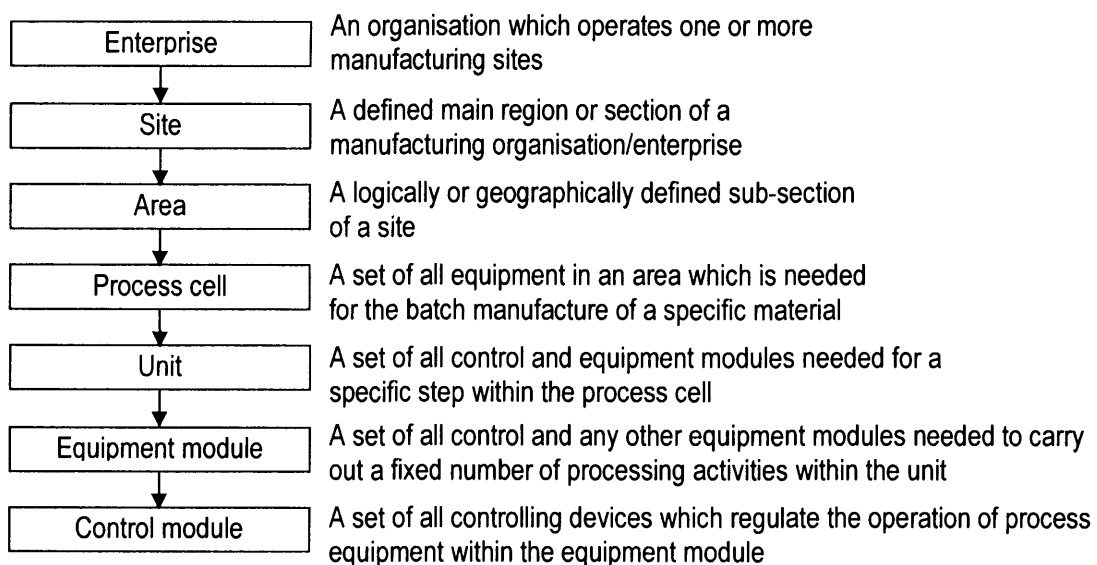 Enterprise
An organisation which operates one or more
manufacturing sites
Site
A defined main region or section of a
manufacturing organisation/enterprise
Area
A logically or geographically defined sub-section
of a site
Process cell
A set of all equipment in an area which is needed
for the batch manufacture of a specific material
Unit
A set of all control and equipment modules needed for a
specific step within the process cell
Equipment module
A set of all control and any other equipment modules needed to carry
out a fixed number of processing activities within the unit
Control module
A set of all controlling devices which regulate the operation of process
equipment within the equipment module